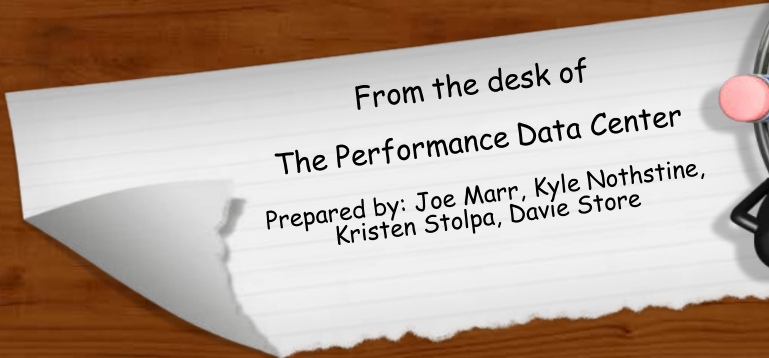 From the desk of
The Performance Data Center
Prepared by: Joe Marr, Kyle Nothstine,
Kristen Stolpa, Davie Store